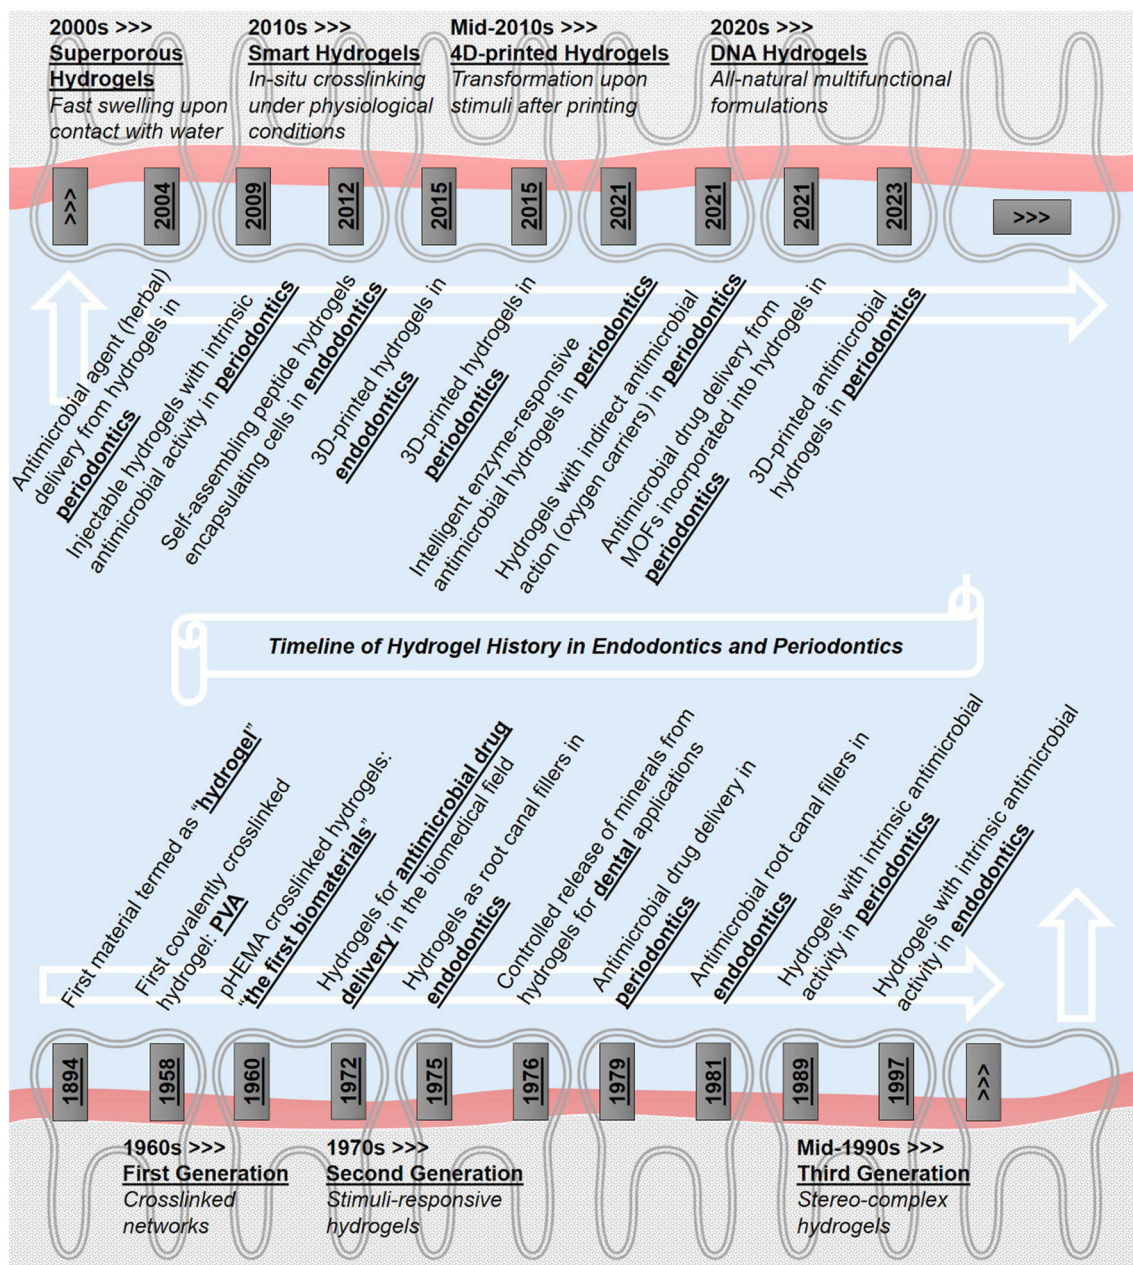 2000s >>>
Superporous
Hydrogels
Fast swelling upon
contact with water
2010s >>>
Smart Hydrogels
In-situ crosslinking
under physiological
conditions
Mid-2010s >>>
4D-printed Hydrogels
Transformation upon
stimuli after printing
2020s >>>
DNA Hydrogels
All-natural multifunctional
formulations
>>>
2004
2009
2012
2015
2015
2021
2021
2021
2023
>>>
Antimicrobial agent (herbal)
delivery from hydrogels in
periodontics
Injectable hydrogels with intrinsic
antimicrobial activity in periodontics
Self-assembling peptide hydrogels
encapsulating cells in endodontics
3D-printed hydrogels in
endodontics
3D-printed hydrogels in
periodontics
Intelligent enzyme-responsive
antimicrobial hydrogels in periodontics
Hydrogels with indirect antimicrobial
action (oxygen carriers) in periodontics
Antimicrobial drug delivery from
MOFs incorporated into hydrogels in
periodontics
3D-printed antimicrobial
hydrogels in periodontics
Timeline of Hydrogel History in Endodontics and Periodontics
First material termed as “hydrogel”
First covalently crosslinked
hydrogel: PVA
pHEMA crosslinked hydrogels:
“the first biomaterials”
Hydrogels for antimicrobial drug
delivery in the biomedical field
Hydrogels as root canal fillers in
endodontics
Controlled release of minerals from
hydrogels for dental applications
Antimicrobial drug delivery in
periodontics
Antimicrobial root canal fillers in
endodontics
Hydrogels with intrinsic antimicrobial
activity in periodontics
Hydrogels with intrinsic antimicrobial
activity in endodontics
1894
1958
1960
1972
1975
1976
1979
1981
1989
1997
>>>
1960s >>>
First Generation
Crosslinked
networks
1970s >>>
Second Generation
Stimuli-responsive
hydrogels
Mid-1990s >>>
Third Generation
Stereo-complex
hydrogels